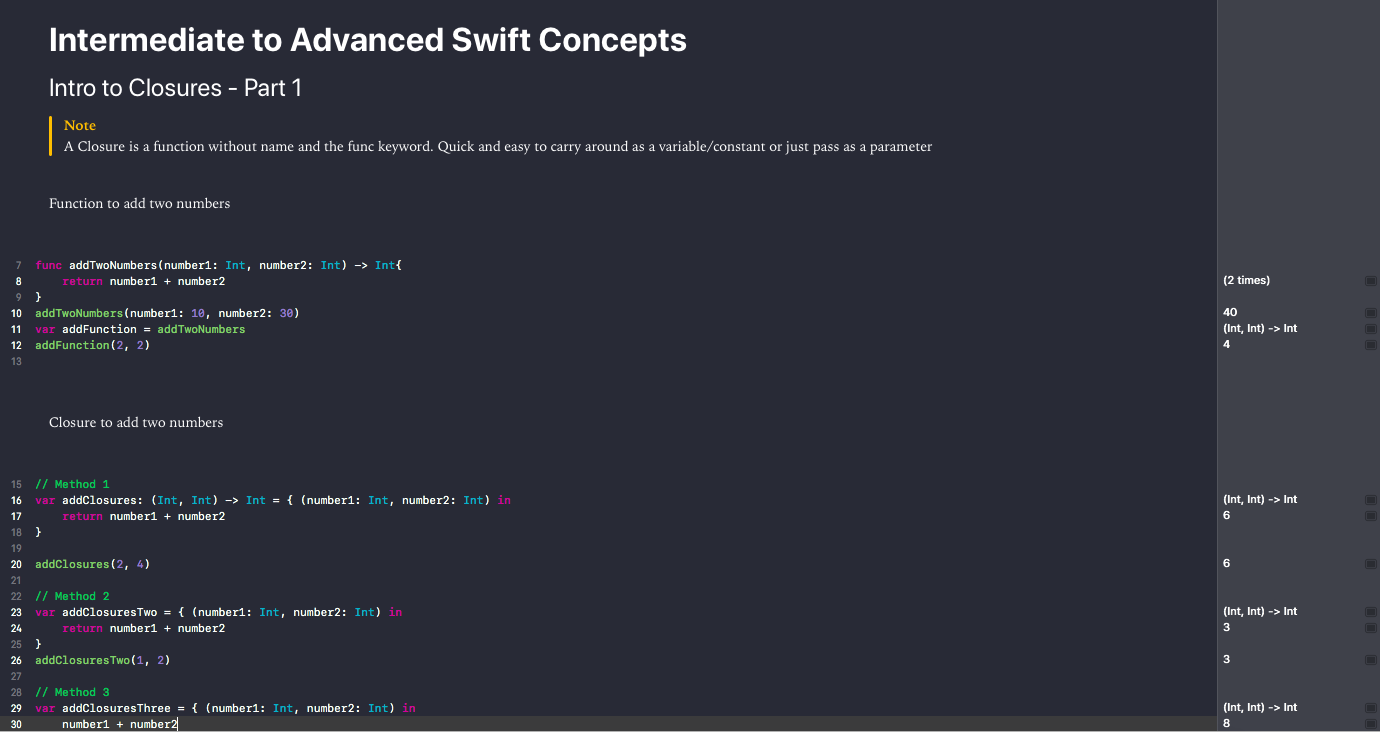 Intermediate to Advanced Swift Concepts
Intro to Closures - Part 1
Note
A Closure is a function without name and the func keyword. Quick and easy to carry around as a variable/constant or just pass as a parameter
Function to add two numbers
7 func addTwoNumbers(number1: Int, number2: Int) -> Int{
8 return number1 + number2 (2 times)
9 }
10 addTwoNumbers(number1: 10, number2: 30) 40
11 var addFunction = addTwoNumbers (Int, Int) -> Int
12 addFunction(2, 2) 4
13
Closure to add two numbers
15 // Method 1
16 var addClosures: (Int, Int) -> Int = { (number1: Int, number2: Int) in (Int, Int) -> Int
17 return number1 + number2 6
18 }
19
20 addClosures(2, 4) 6
21
22 // Method 2
23 var addClosuresTwo = { (number1: Int, number2: Int) in (Int, Int) -> Int
24 return number1 + number2 3
25 }
26 addClosuresTwo(1, 2) 3
27
28 // Method 3
29 var addClosuresThree = { (number1: Int, number2: Int) in (Int, Int) -> Int
30 number1 + number2 8